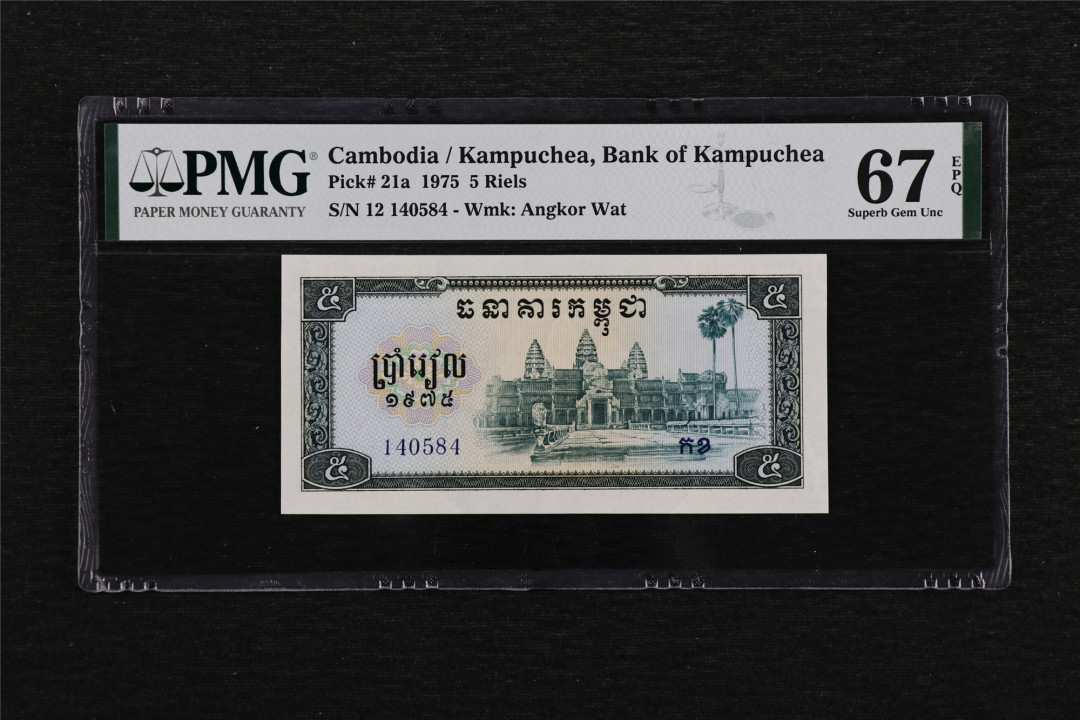 PMG®
PAPER MONEY GUARANTY
Cambodia / Kampuchea, Bank of Kampuchea
Pick# 21a 1975 5 Riels
S/N 12 140584 - Wmk: Angkor Wat
67
EPQ
Superb Gem Unc
៥ ៥
ធនាគារកម្ពុជា
ប្រាំរៀល
១៩៧៥
140584
កខ
៥ ៥